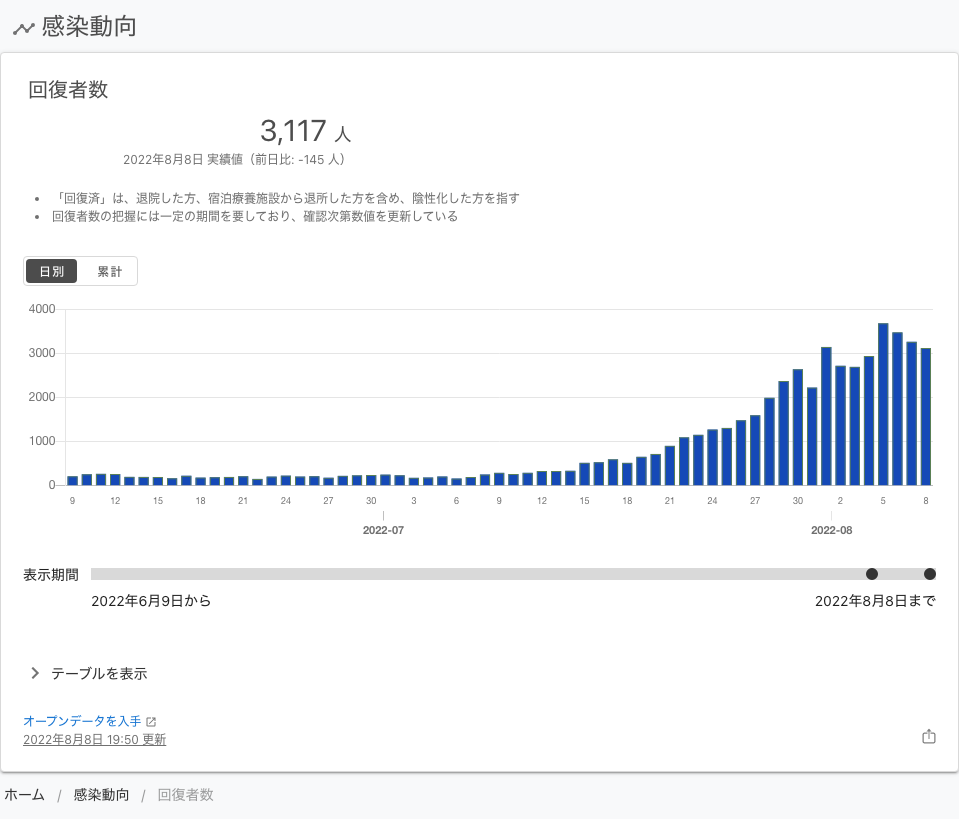 感染動向
回復者数
3,117 人
2022年8月8日 実績値（前日比: -145 人）
• 「回復済」は、退院した方、宿泊療養施設から退所した方を含め、陰性化した方を指す
• 回復者数の把握には一定の期間を要しており、確認次第数値を更新している
日別 累計
4000
3000
2000
1000
0
9 12 15 18 21 24 27 30 3 6 9 12 15 18 21 24 27 30 2 5 8
2022-07 2022-08
表示期間
2022年6月9日から 2022年8月8日まで
テーブルを表示
オープンデータを入手
2022年8月8日 19:50 更新
ホーム / 感染動向 / 回復者数